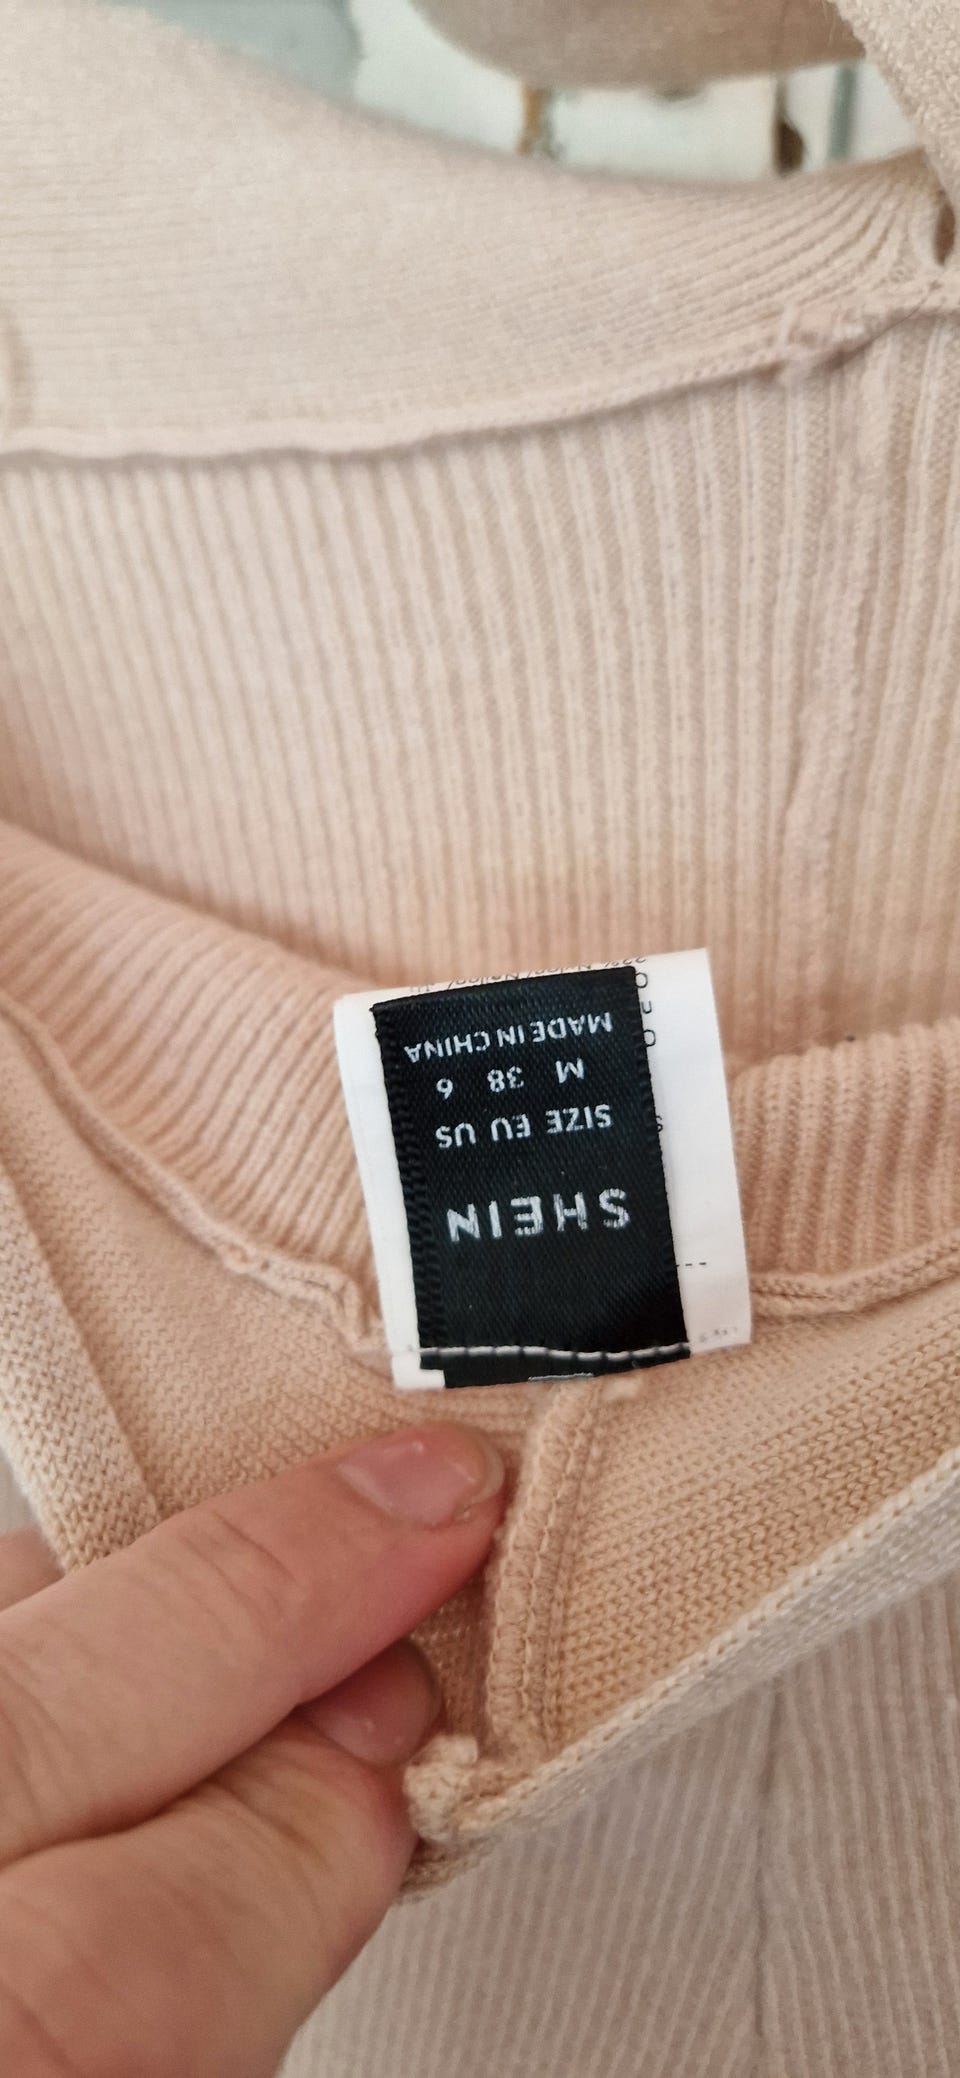 SHEIN
SIZE EU US
M 38 6
MADE IN CHINA